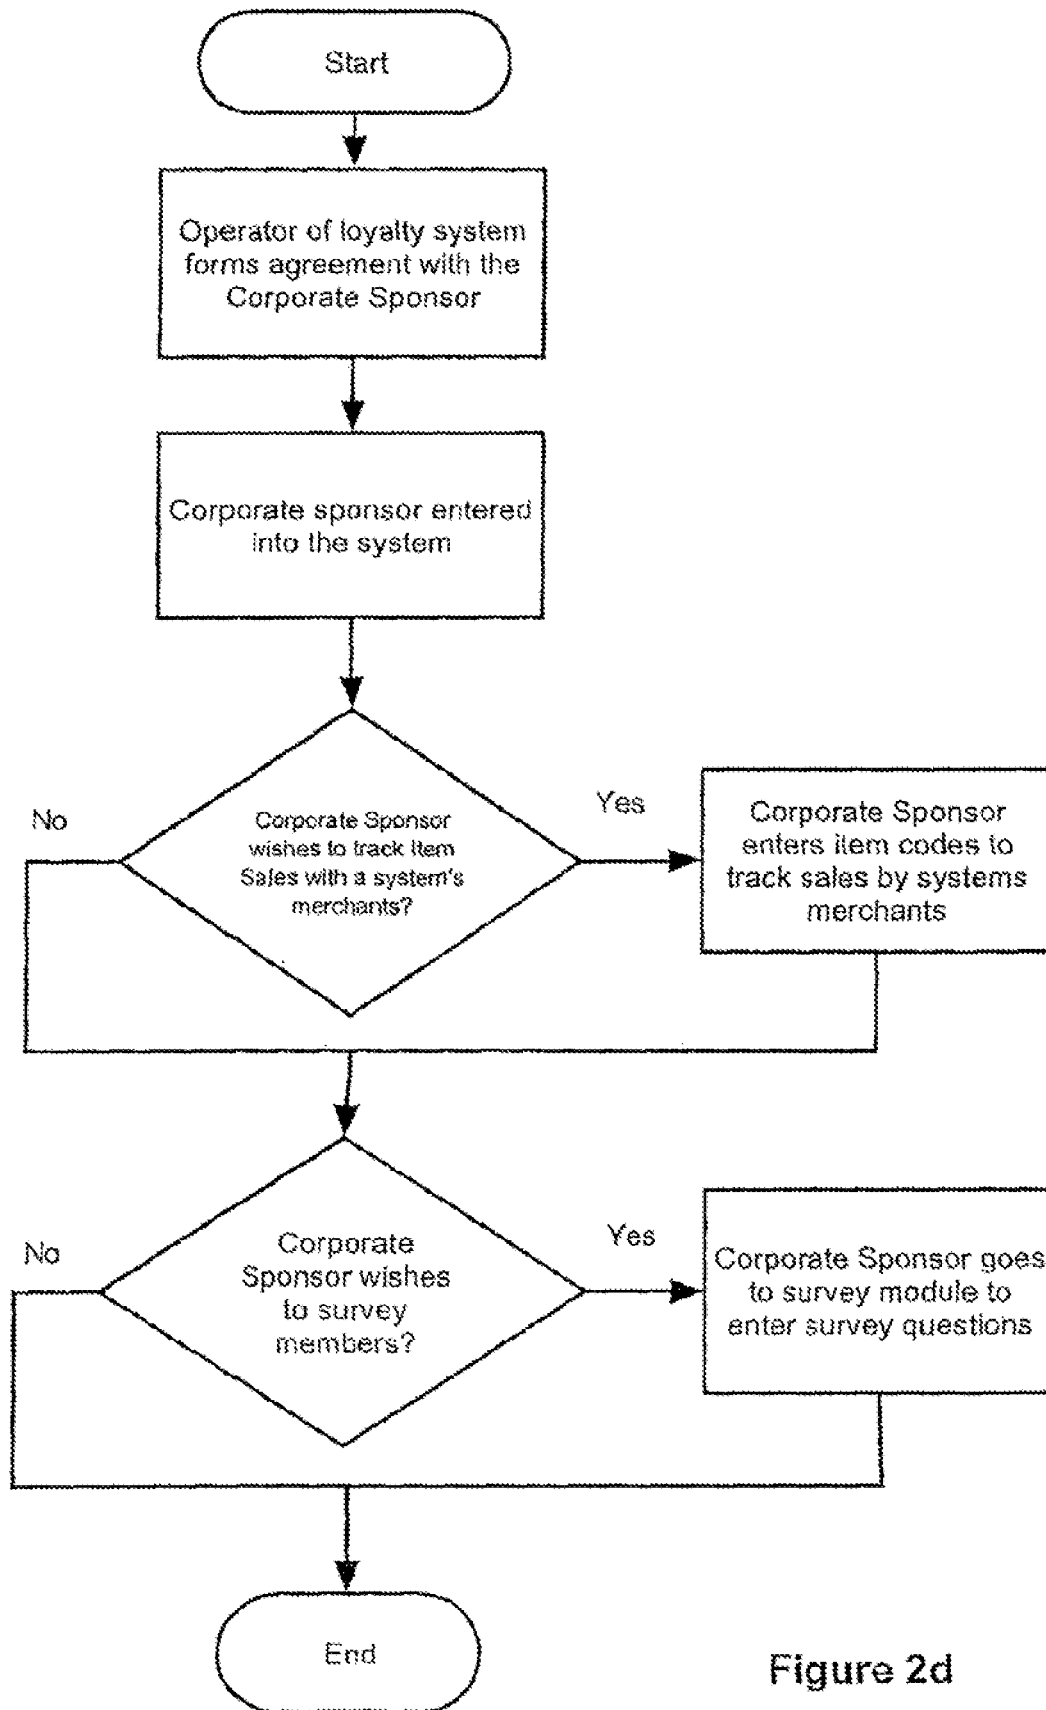 Start
Operator of loyalty system
forms agreement with the
Corporate Sponsor
Corporate sponsor entered
into the system
No
Corporate Sponsor
wishes to track Item
Sales with a system's
merchants?
Yes
Corporate Sponsor
enters item codes to
track sales by systems
merchants
No
Corporate
Sponsor wishes
to survey
members?
Yes
Corporate Sponsor goes
to survey module to
enter survey questions
End
Figure 2d